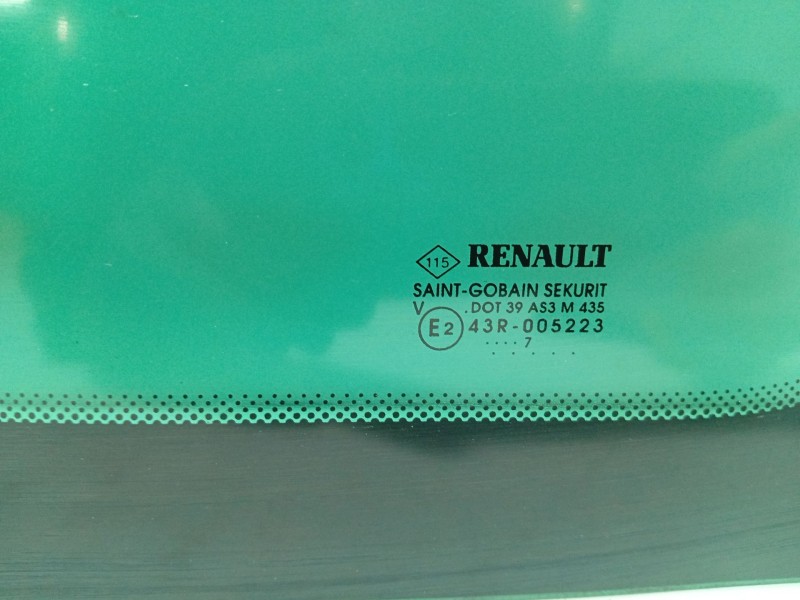 115 RENAULT
SAINT-GOBAIN SEKURIT
V .DOT 39 AS3 M 435
E2 43R-005223
.... 7
. . . . .